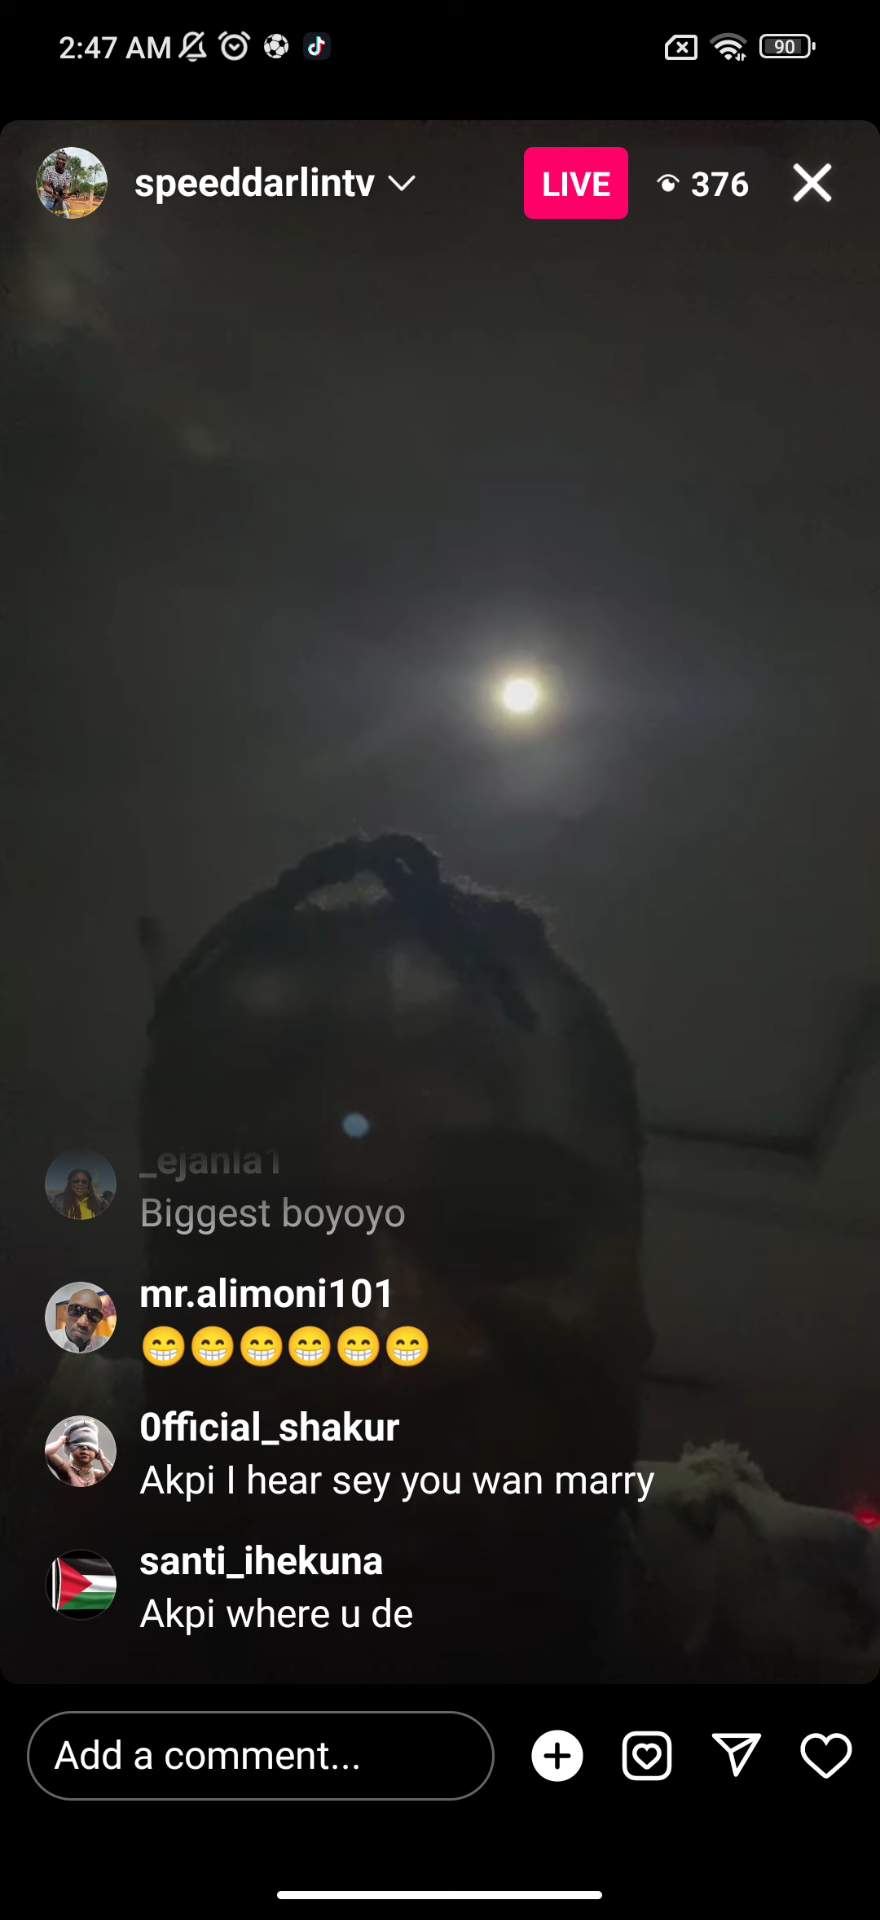 2:47 AM
90
speeddarlintv
LIVE
376
_ejanla1
Biggest boyoyo
mr.alimoni101
😁😁😁😁😁😁
0fficial_shakur
Akpi I hear sey you wan marry
santi_ihekuna
Akpi where u de
Add a comment...